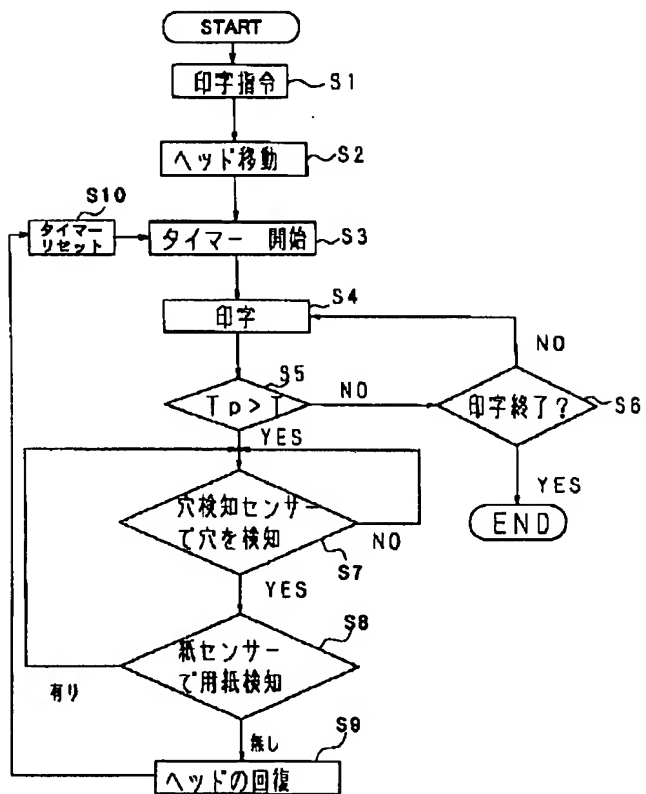 START
印字指令
S1
ヘッド移動
S2
S10
タイマー
リセット
タイマー 開始
S3
印字
S4
NO
S5
Tp>T
NO
印字終了?
S6
YES
YES
END
穴検知センサー
で穴を検知
NO
S7
YES
S8
紙センサー
で用紙検知
有り
無し
S9
ヘッドの回復